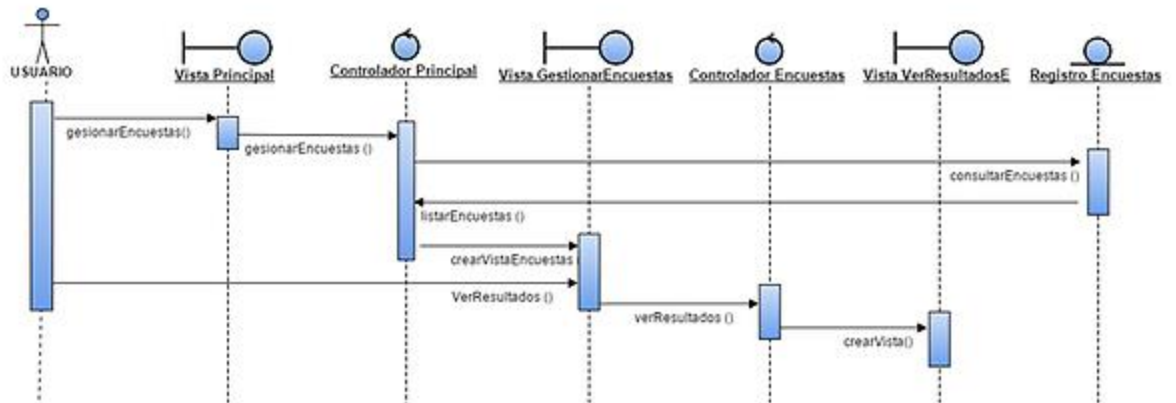 USUARIO
Vista Principal
Controlador Principal
Vista GestionarEncuestas
Controlador Encuestas
Vista VerResultadosE
Registro Encuestas
gesionarEncuestas()
gesionarEncuestas ()
consultarEncuestas ()
listarEncuestas ()
crearVistaEncuestas
VerResultados ()
verResultados ()
crearVista()